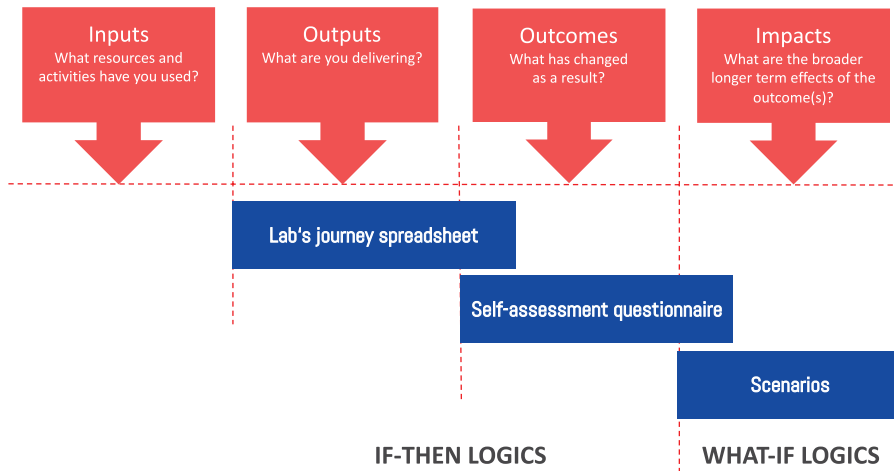 Inputs
What resources and
activities have you used?
Outputs
What are you delivering?
Outcomes
What has changed
as a result?
Impacts
What are the broader
longer term effects of the
outcome(s)?
Lab's journey spreadsheet
Self-assessment questionnaire
Scenarios
IF-THEN LOGICS
WHAT-IF LOGICS